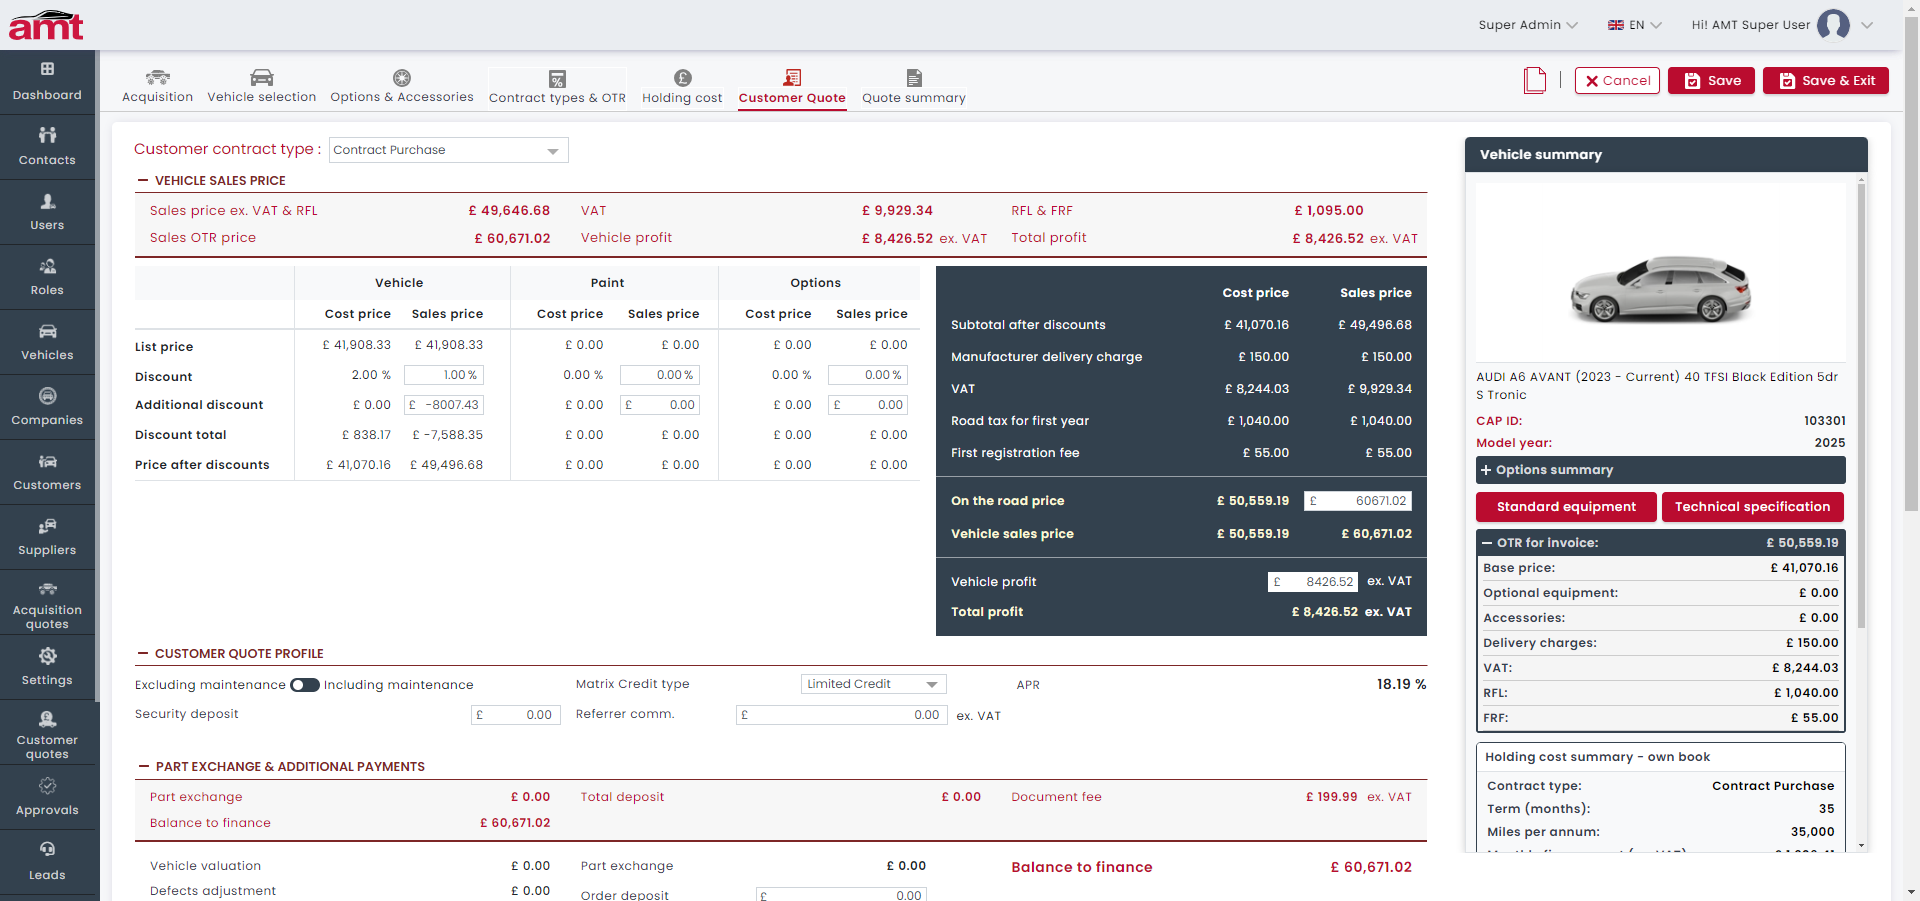 amt
Super Admin
EN
Hi! AMT Super User
Dashboard
Contacts
Users
Roles
Vehicles
Companies
Customers
Suppliers
Acquisition
quotes
Settings
Customer
quotes
Approvals
Leads
Acquisition
Vehicle selection
Options & Accessories
Contract types & OTR
Holding cost
Customer Quote
Quote summary
Cancel
Save
Save & Exit
Customer contract type : Contract Purchase
VEHICLE SALES PRICE
Sales price ex. VAT & RFL £ 49,646.68 VAT £ 9,929.34 RFL & FRF £ 1,095.00
Sales OTR price £ 60,671.02 Vehicle profit £ 8,426.52 ex. VAT Total profit £ 8,426.52 ex. VAT
Vehicle Paint Options
Cost price Sales price Cost price Sales price Cost price Sales price
List price £ 41,908.33 £ 41,908.33 £ 0.00 £ 0.00 £ 0.00 £ 0.00
Discount 2.00 % 1.00 % 0.00 % 0.00 % 0.00 % 0.00 %
Additional discount £ 0.00 £ -8007.43 £ 0.00 £ 0.00 £ 0.00 £ 0.00
Discount total £ 838.17 £ -7,588.35 £ 0.00 £ 0.00 £ 0.00 £ 0.00
Price after discounts £ 41,070.16 £ 49,496.68 £ 0.00 £ 0.00 £ 0.00 £ 0.00
Cost price Sales price
Subtotal after discounts £ 41,070.16 £ 49,496.68
Manufacturer delivery charge £ 150.00 £ 150.00
VAT £ 8,244.03 £ 9,929.34
Road tax for first year £ 1,040.00 £ 1,040.00
First registration fee £ 55.00 £ 55.00
On the road price £ 50,559.19 £ 60671.02
Vehicle sales price £ 50,559.19 £ 60,671.02
Vehicle profit £ 8426.52 ex. VAT
Total profit £ 8,426.52 ex. VAT
CUSTOMER QUOTE PROFILE
Excluding maintenance Including maintenance Matrix Credit type Limited Credit APR 18.19 %
Security deposit £ 0.00 Referrer comm. £ 0.00 ex. VAT
PART EXCHANGE & ADDITIONAL PAYMENTS
Part exchange £ 0.00 Total deposit £ 0.00 Document fee £ 199.99 ex. VAT
Balance to finance £ 60,671.02
Vehicle valuation £ 0.00 Part exchange £ 0.00 Balance to finance £ 60,671.02
Defects adjustment £ 0.00 Order deposit £ 0.00
Vehicle summary
AUDI A6 AVANT (2023 - Current) 40 TFSI Black Edition 5dr
S Tronic
CAP ID: 103301
Model year: 2025
Options summary
Standard equipment Technical specification
OTR for invoice: £ 50,559.19
Base price: £ 41,070.16
Optional equipment: £ 0.00
Accessories: £ 0.00
Delivery charges: £ 150.00
VAT: £ 8,244.03
RFL: £ 1,040.00
FRF: £ 55.00
Holding cost summary - own book
Contract type: Contract Purchase
Term (months): 35
Miles per annum: 35,000